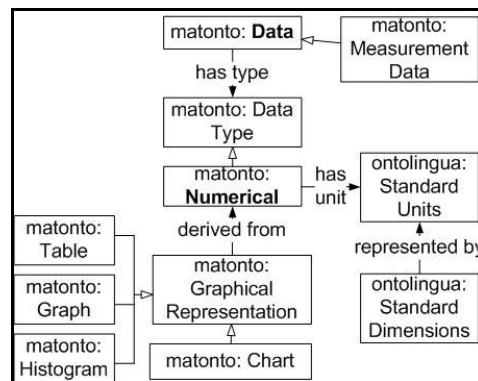 matonto: Data
matonto:
Measurement
Data
has type
matonto: Data
Type
matonto:
Numerical
has
unit
ontolingua:
Standard
Units
matonto:
Table
derived from
represented by
matonto:
Graph
matonto:
Graphical
Representation
ontolingua:
Standard
Dimensions
matonto:
Histogram
matonto: Chart